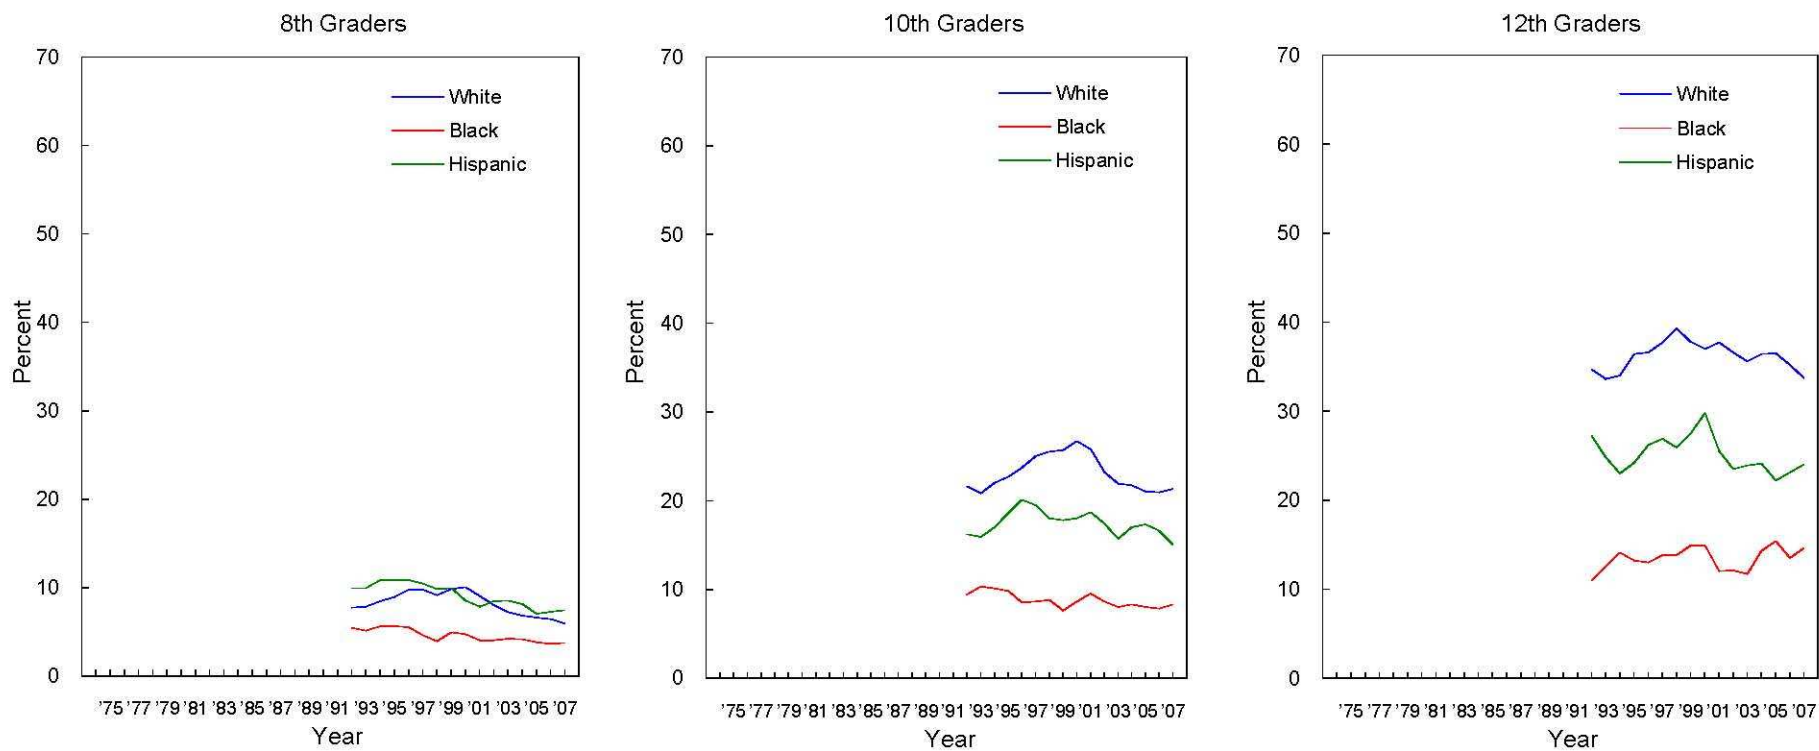 8th Graders
70
60
50
40
30
20
10
0
Percent
White
Black
Hispanic
’75 ’77 ’79 ’81 ’83 ’85 ’87 ’89 ’91 ’93 ’95 ’97 ’99 ’01 ’03 ’05 ’07
Year
10th Graders
70
60
50
40
30
20
10
0
Percent
White
Black
Hispanic
’75 ’77 ’79 ’81 ’83 ’85 ’87 ’89 ’91 ’93 ’95 ’97 ’99 ’01 ’03 ’05 ’07
Year
12th Graders
70
60
50
40
30
20
10
0
Percent
White
Black
Hispanic
’75 ’77 ’79 ’81 ’83 ’85 ’87 ’89 ’91 ’93 ’95 ’97 ’99 ’01 ’03 ’05 ’07
Year